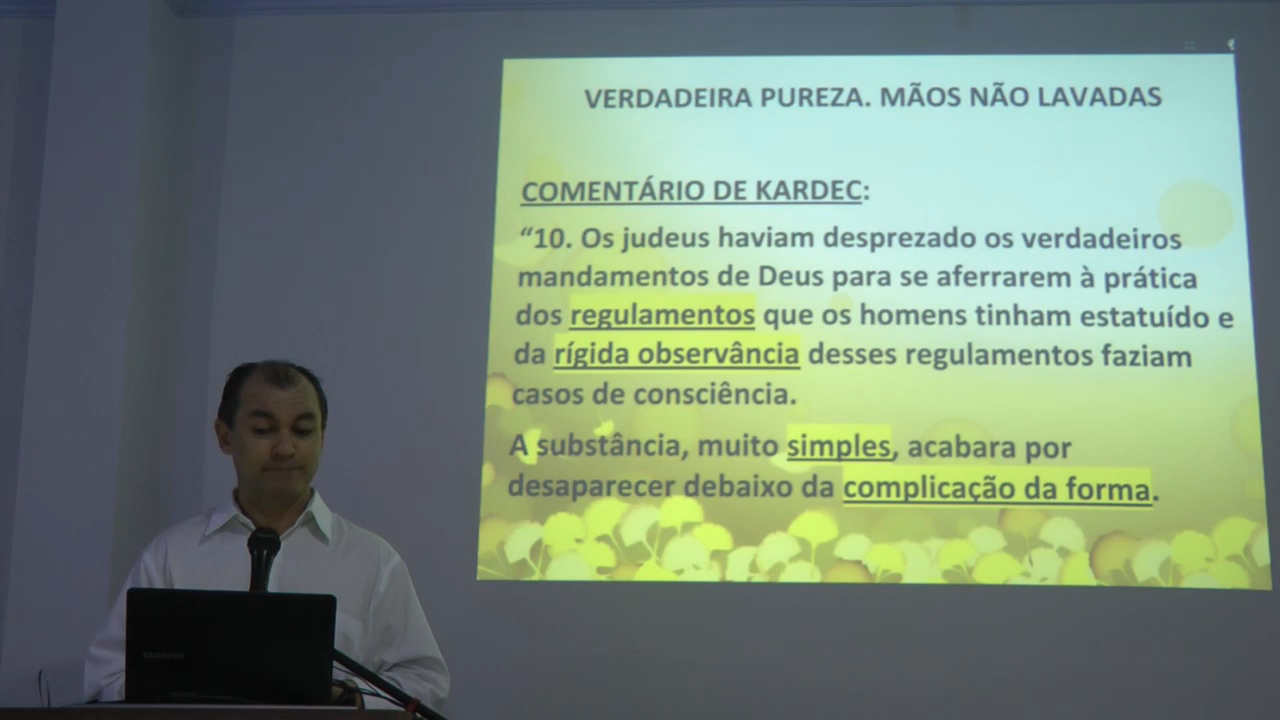 VERDADEIRA PUREZA. MÃOS NÃO LAVADAS
COMENTÁRIO DE KARDEC:
“10. Os judeus haviam desprezado os verdadeiros
mandamentos de Deus para se aferrarem à prática
dos regulamentos que os homens tinham estatuído e
da rígida observância desses regulamentos faziam
casos de consciência.
A substância, muito simples, acabara por
desaparecer debaixo da complicação da forma.
SAMSUNG